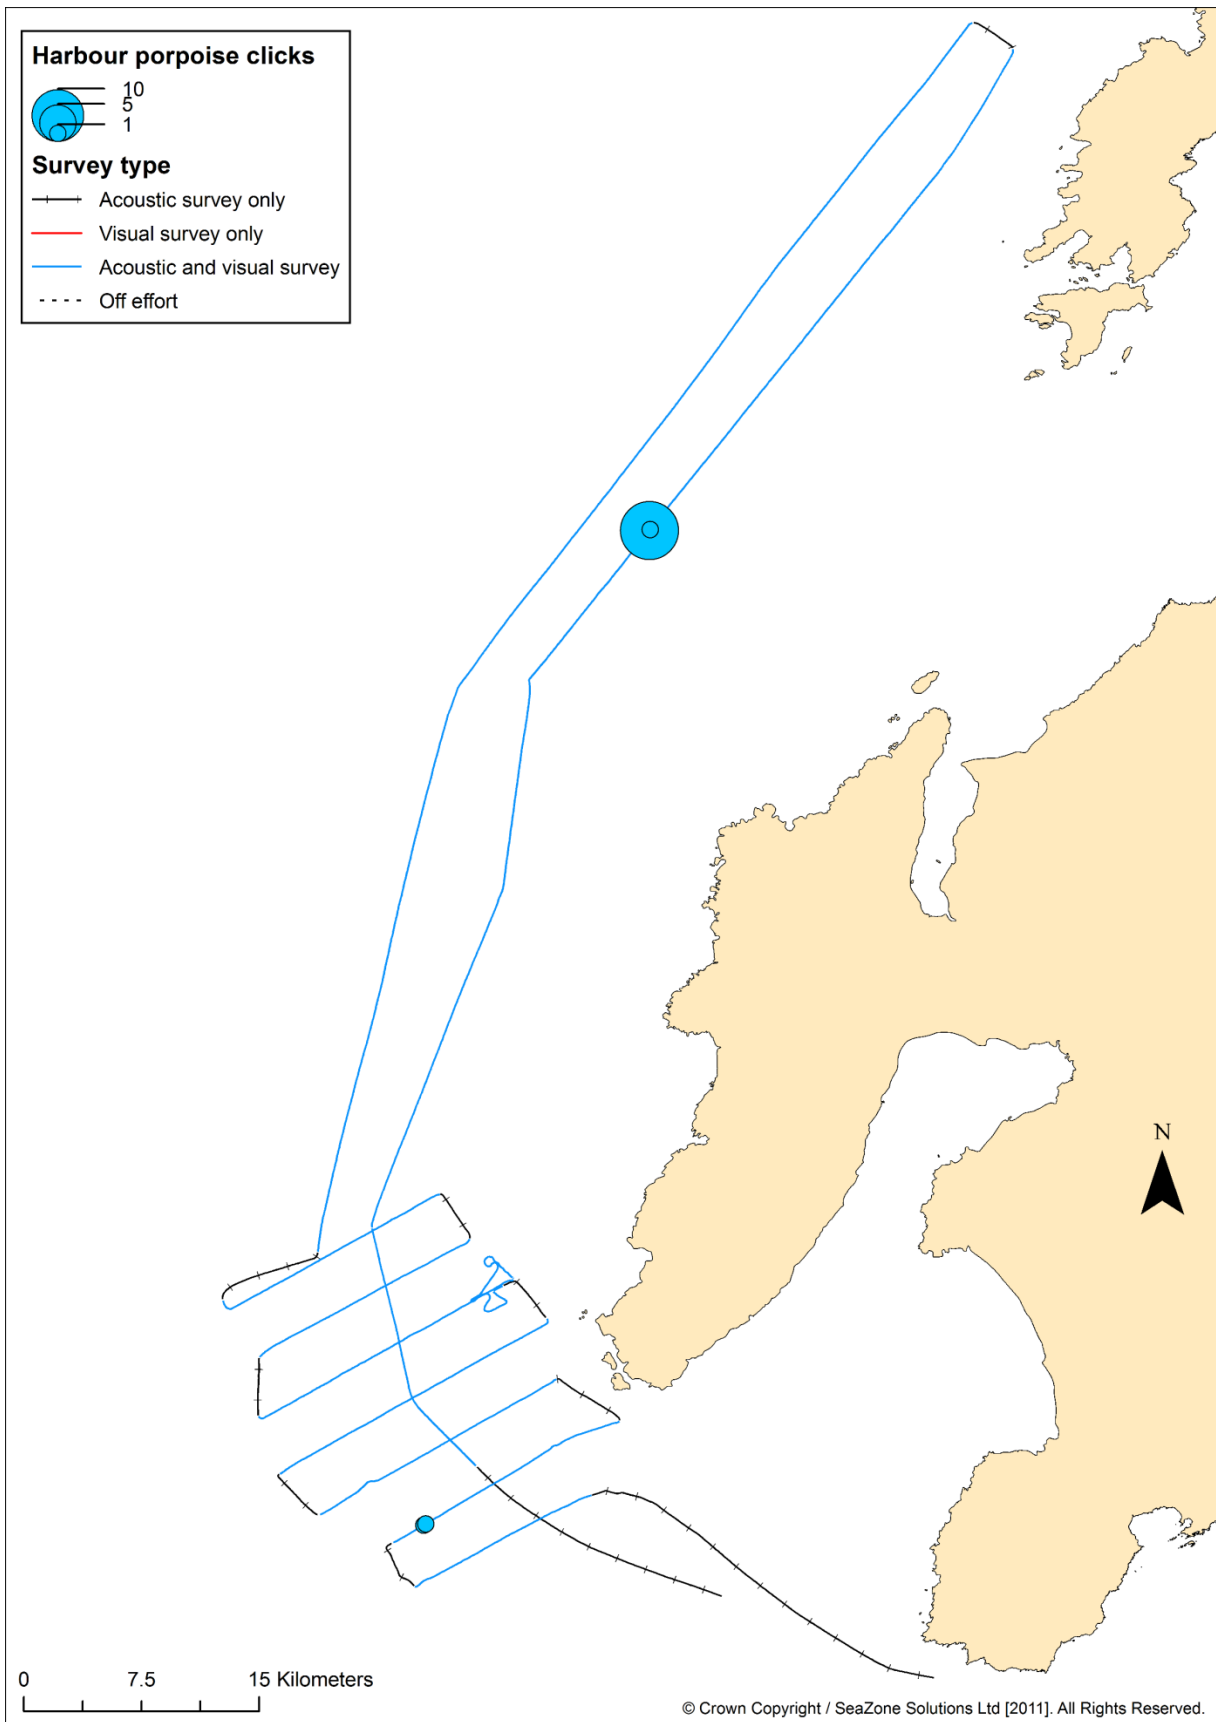 Harbour porpoise clicks
10
5
1
Survey type
Acoustic survey only
Visual survey only
Acoustic and visual survey
Off effort
N
0 7.5 15 Kilometers
© Crown Copyright / SeaZone Solutions Ltd [2011]. All Rights Reserved.